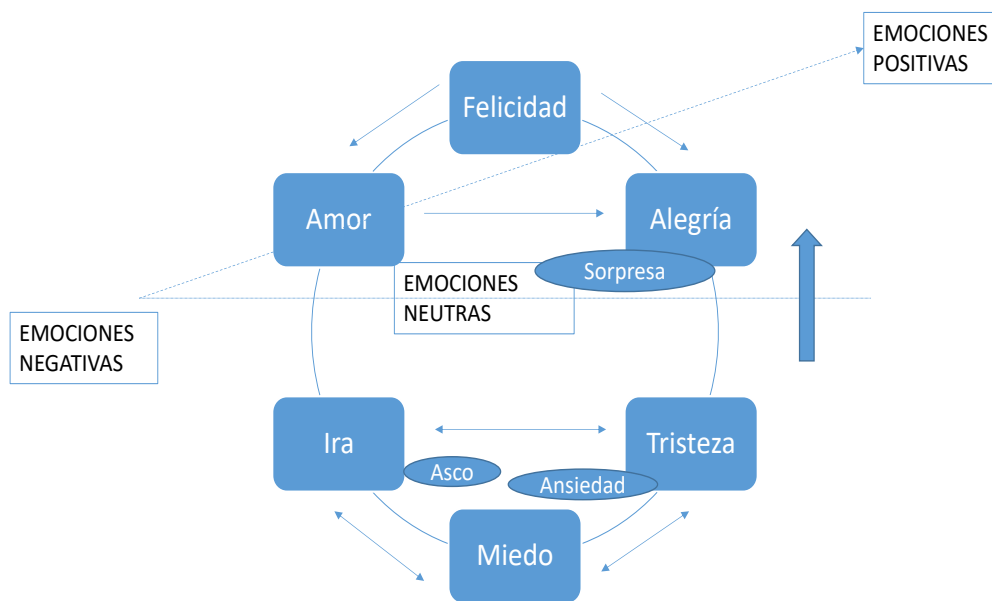 EMOCIONES
POSITIVAS
Felicidad
Amor
Alegría
Sorpresa
EMOCIONES
NEUTRAS
EMOCIONES
NEGATIVAS
Ira
Tristeza
Asco
Ansiedad
Miedo